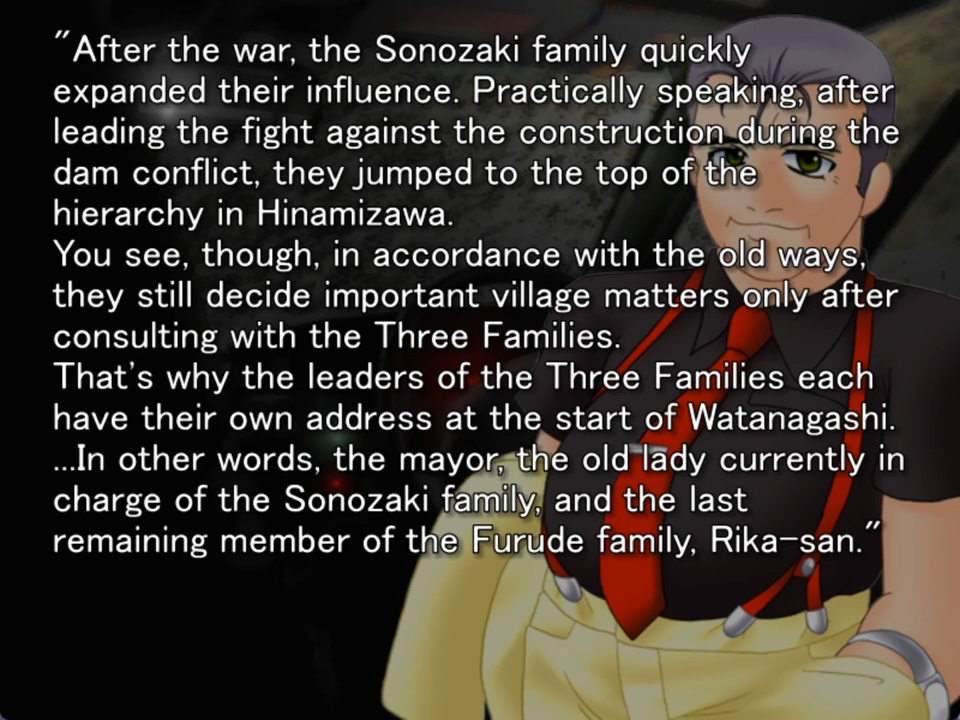 "After the war, the Sonozaki family quickly
expanded their influence. Practically speaking, after
leading the fight against the construction during the
dam conflict, they jumped to the top of the
hierarchy in Hinamizawa.
You see, though, in accordance with the old ways,
they still decide important village matters only after
consulting with the Three Families.
That's why the leaders of the Three Families each
have their own address at the start of Watanagashi.
...In other words, the mayor, the old lady currently in
charge of the Sonozaki family, and the last
remaining member of the Furude family, Rika-san."